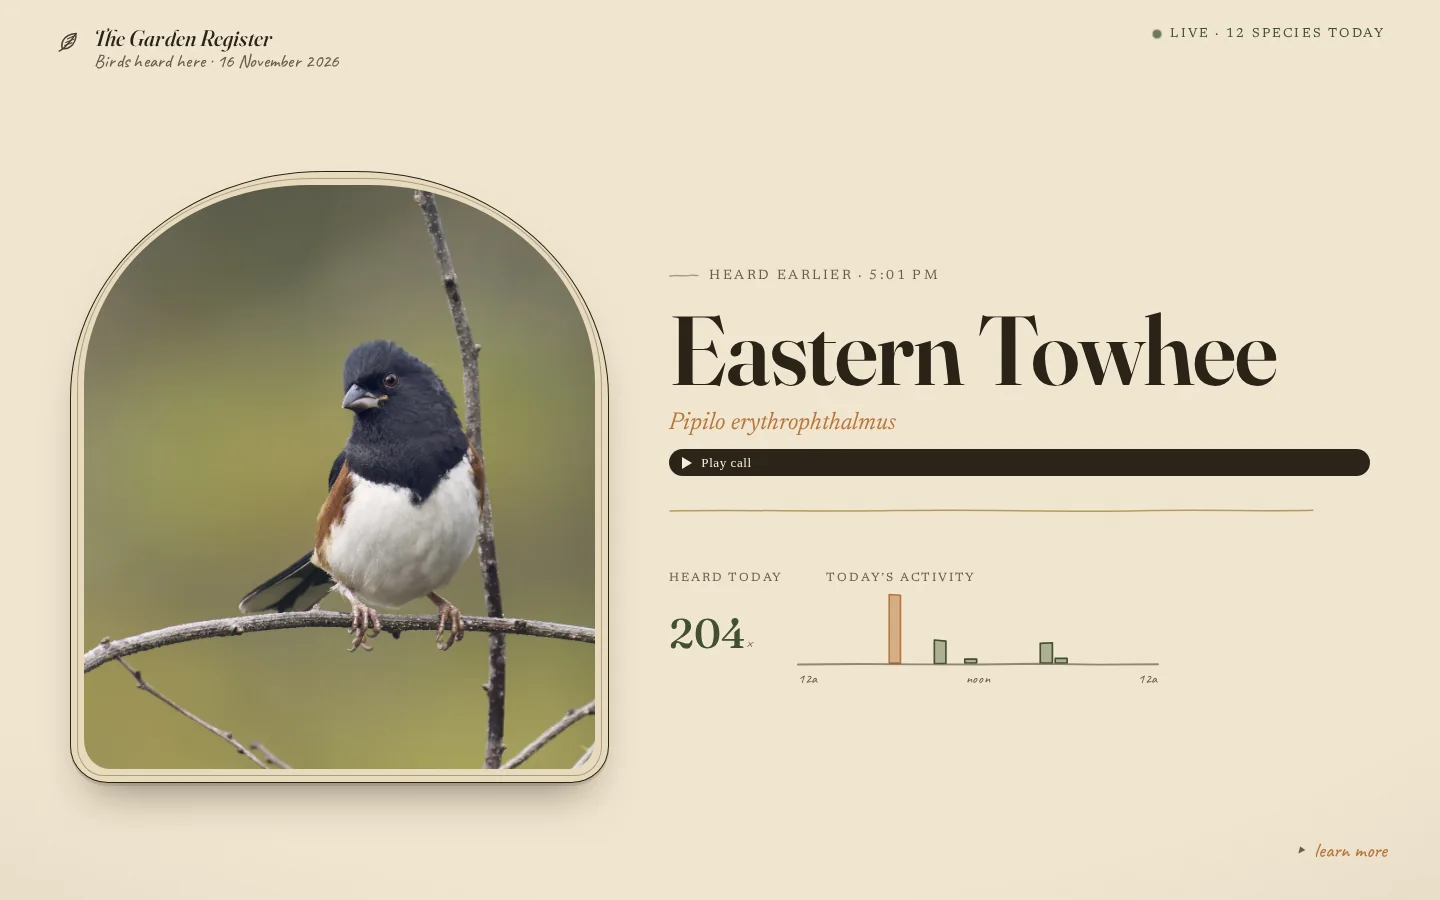 The Garden Register
Birds heard here · 16 November 2026
LIVE · 12 SPECIES TODAY
HEARD EARLIER · 5:01 PM
Eastern Towhee
Pipilo erythrophthalmus
Play call
HEARD TODAY
204×
TODAY'S ACTIVITY
12a noon 12a
learn more